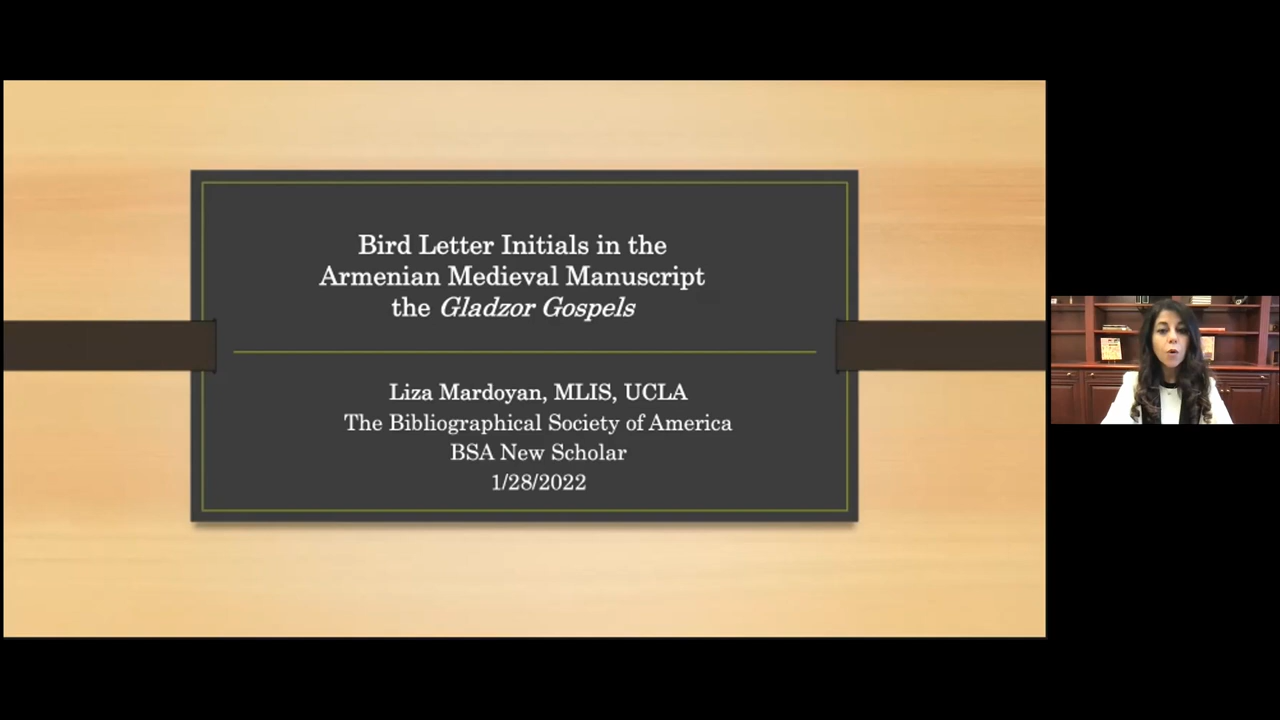 Bird Letter Initials in the
Armenian Medieval Manuscript
the Gladzor Gospels
Liza Mardoyan, MLIS, UCLA
The Bibliographical Society of America
BSA New Scholar
1/28/2022